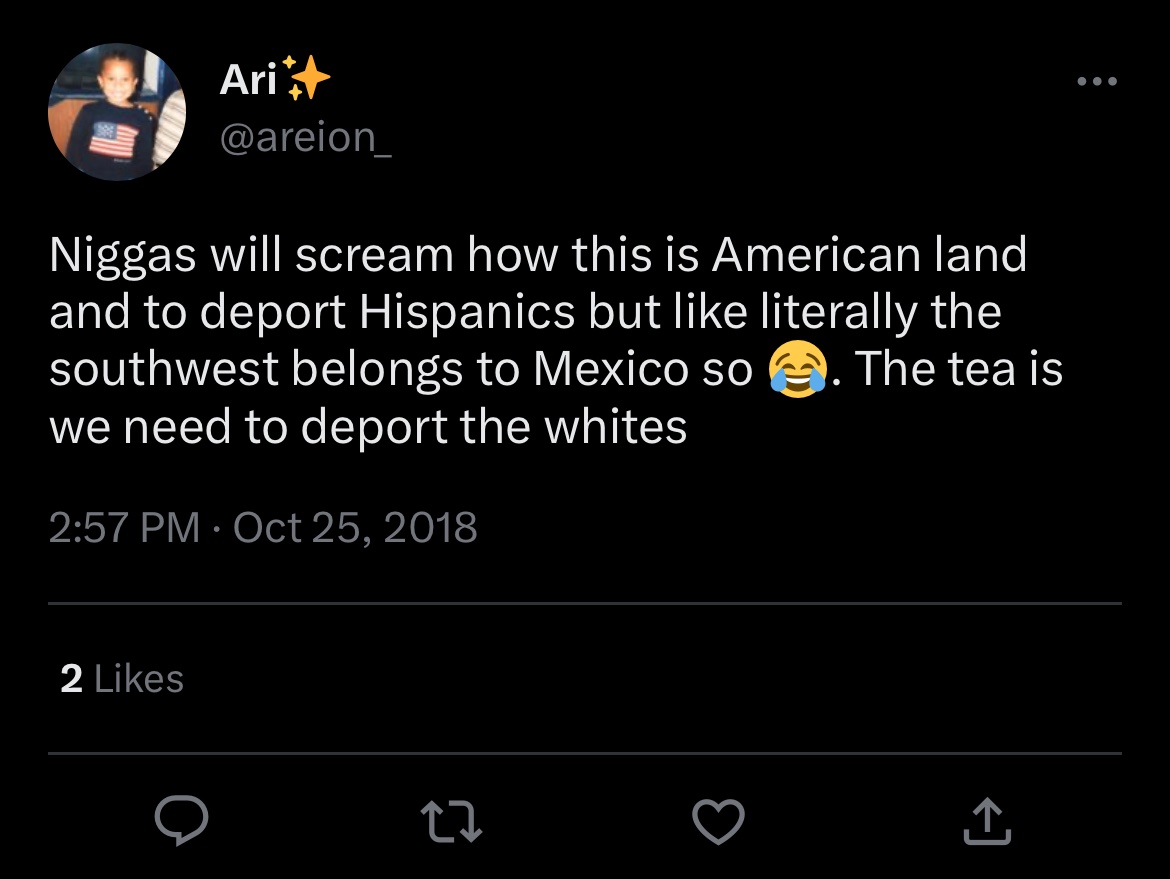 Ari✨
@areion_
Niggas will scream how this is American land
and to deport Hispanics but like literally the
southwest belongs to Mexico so 😂. The tea is
we need to deport the whites
2:57 PM · Oct 25, 2018
2 Likes